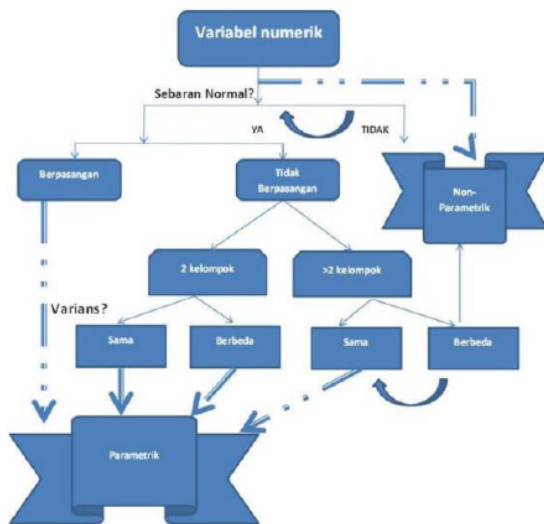 Variabel numerik
Sebaran Normal?
YA
TIDAK
Berpasangan
Tidak
Berpasangan
Non-
Parametrik
2 kelompok
>2 kelompok
Varians?
Sama
Berbeda
Sama
Berbeda
Parametrik